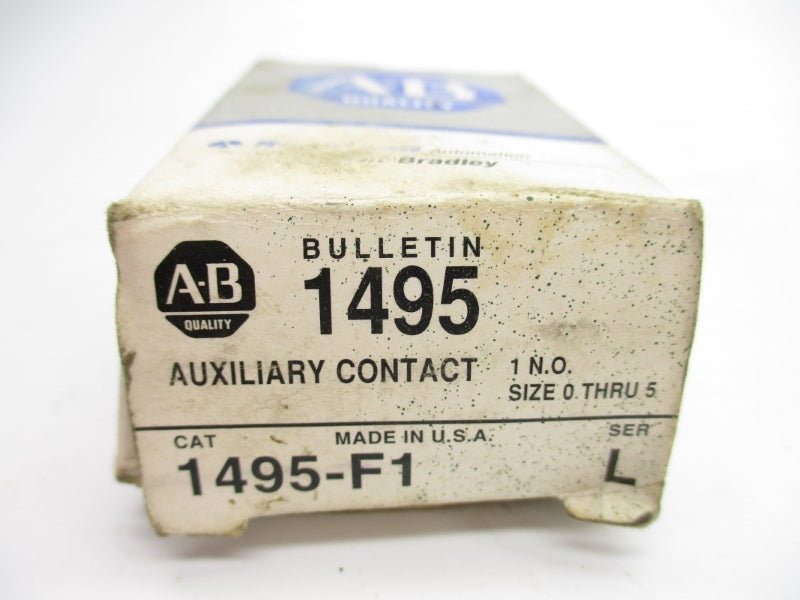 A-B
QUALITY
Automation
Bradley
A-B
QUALITY
BULLETIN
1495
AUXILIARY CONTACT
1 N.O.
SIZE 0 THRU 5
CAT
MADE IN U.S.A.
SER
1495-F1
L